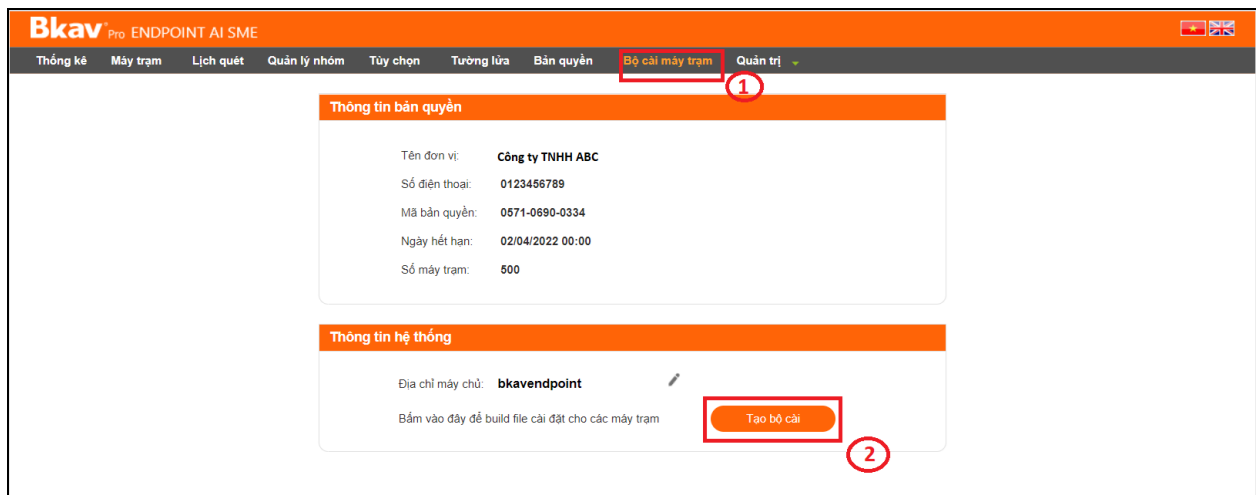 Bkav Pro ENDPOINT AI SME
Thống kê Máy trạm Lịch quét Quản lý nhóm Tùy chọn Tường lửa Bản quyền Bộ cài máy trạm Quản trị
1
Thông tin bản quyền
Tên đơn vị: Công ty TNHH ABC
Số điện thoại: 0123456789
Mã bản quyền: 0571-0690-0334
Ngày hết hạn: 02/04/2022 00:00
Số máy trạm: 500
Thông tin hệ thống
Địa chỉ máy chủ: bkavendpoint
Bấm vào đây để build file cài đặt cho các máy trạm Tạo bộ cài
2